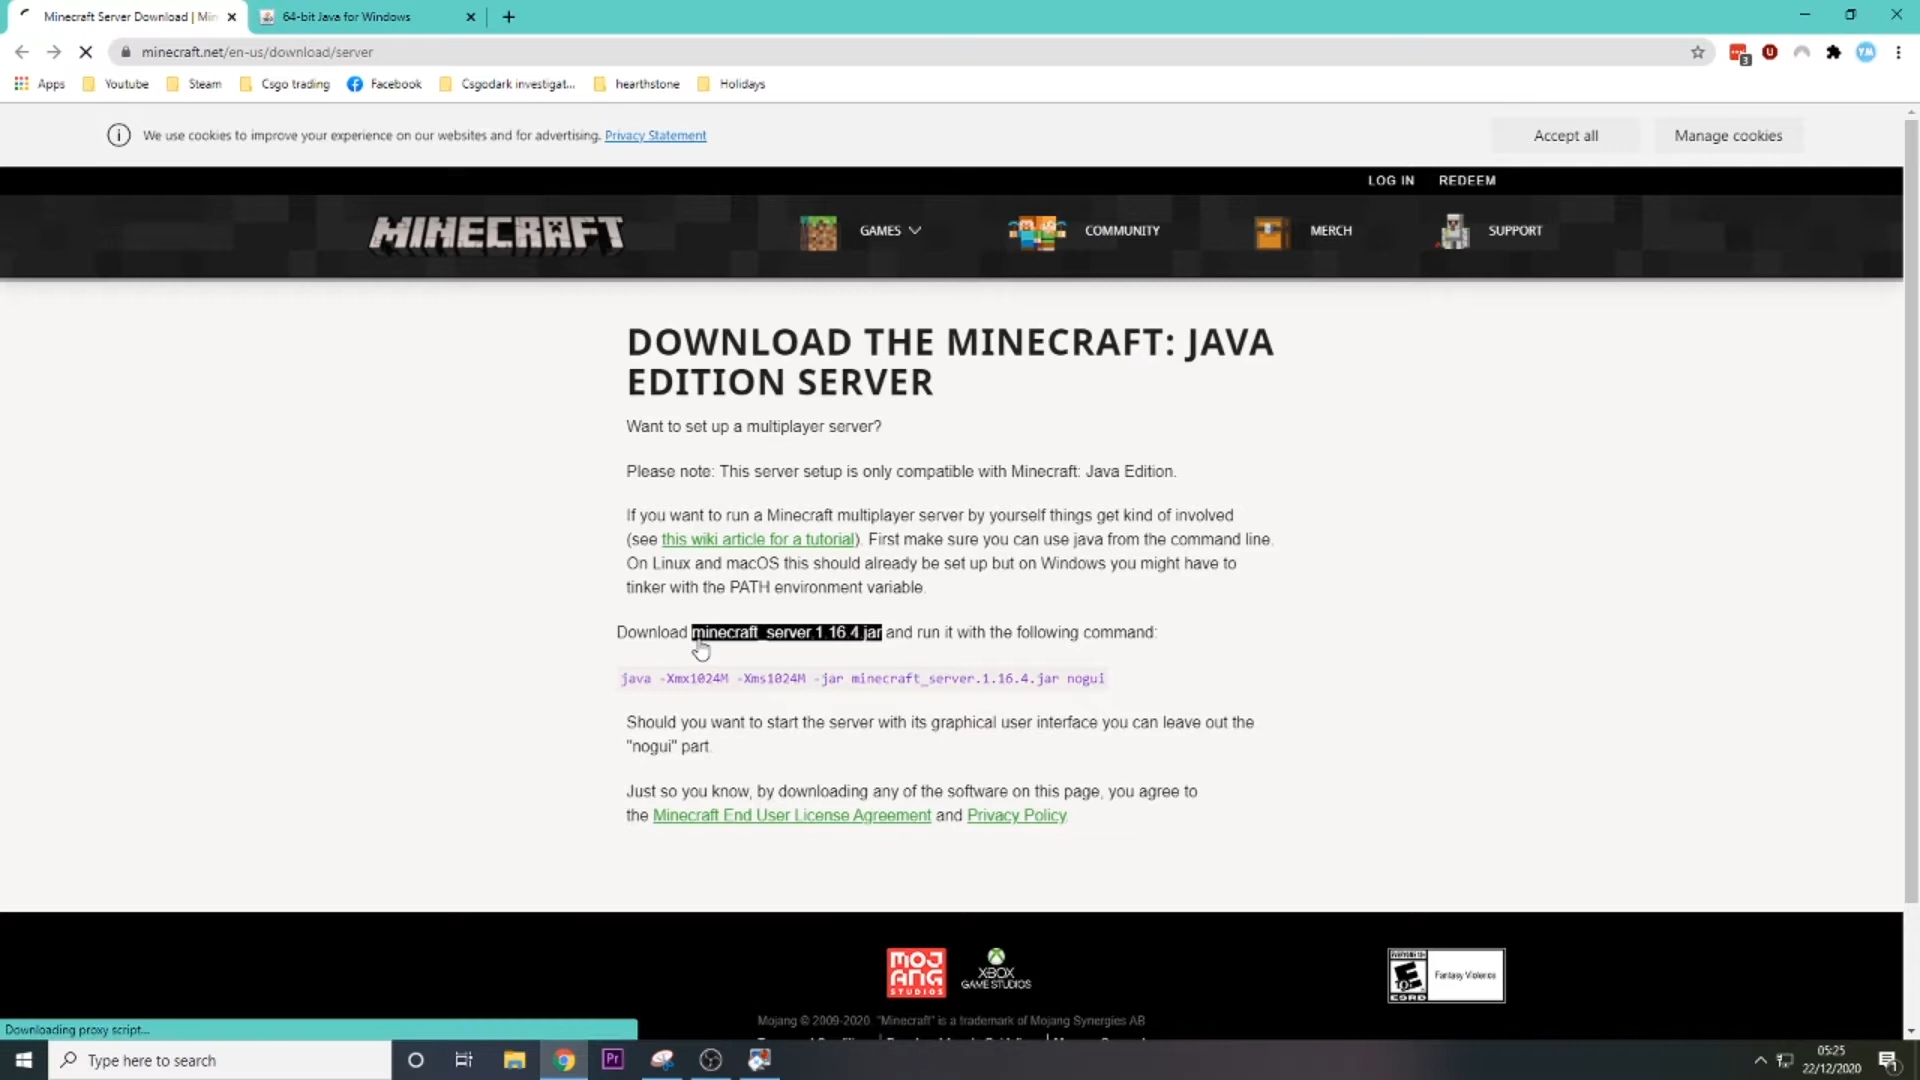 Minecraft Server Download | Min
64-bit Java for Windows
minecraft.net/en-us/download/server
3
YM
Apps
Youtube
Steam
Csgo trading
Facebook
Csgodark investigat...
hearthstone
Holidays
We use cookies to improve your experience on our websites and for advertising. Privacy Statement
Accept all
Manage cookies
LOG IN
REDEEM
MINECRAFT
GAMES
COMMUNITY
MERCH
SUPPORT
DOWNLOAD THE MINECRAFT: JAVA
EDITION SERVER
Want to set up a multiplayer server?
Please note: This server setup is only compatible with Minecraft: Java Edition.
If you want to run a Minecraft multiplayer server by yourself things get kind of involved
(see this wiki article for a tutorial). First make sure you can use java from the command line.
On Linux and macOS this should already be set up but on Windows you might have to
tinker with the PATH environment variable.
Download minecraft_server.1.16.4.jar and run it with the following command:
java -Xmx1024M -Xms1024M -jar minecraft_server.1.16.4.jar nogui
Should you want to start the server with its graphical user interface you can leave out the
"nogui" part.
Just so you know, by downloading any of the software on this page, you agree to
the Minecraft End User License Agreement and Privacy Policy.
MOJ
ANG
STUDIOS
XBOX
GAME STUDIOS
EVERYONE 10+
E
ESRB
Fantasy Violence
Mojang © 2009-2020. "Minecraft" is a trademark of Mojang Synergies AB
Downloading proxy script...
Type here to search
Pr
05:25
22/12/2020
1